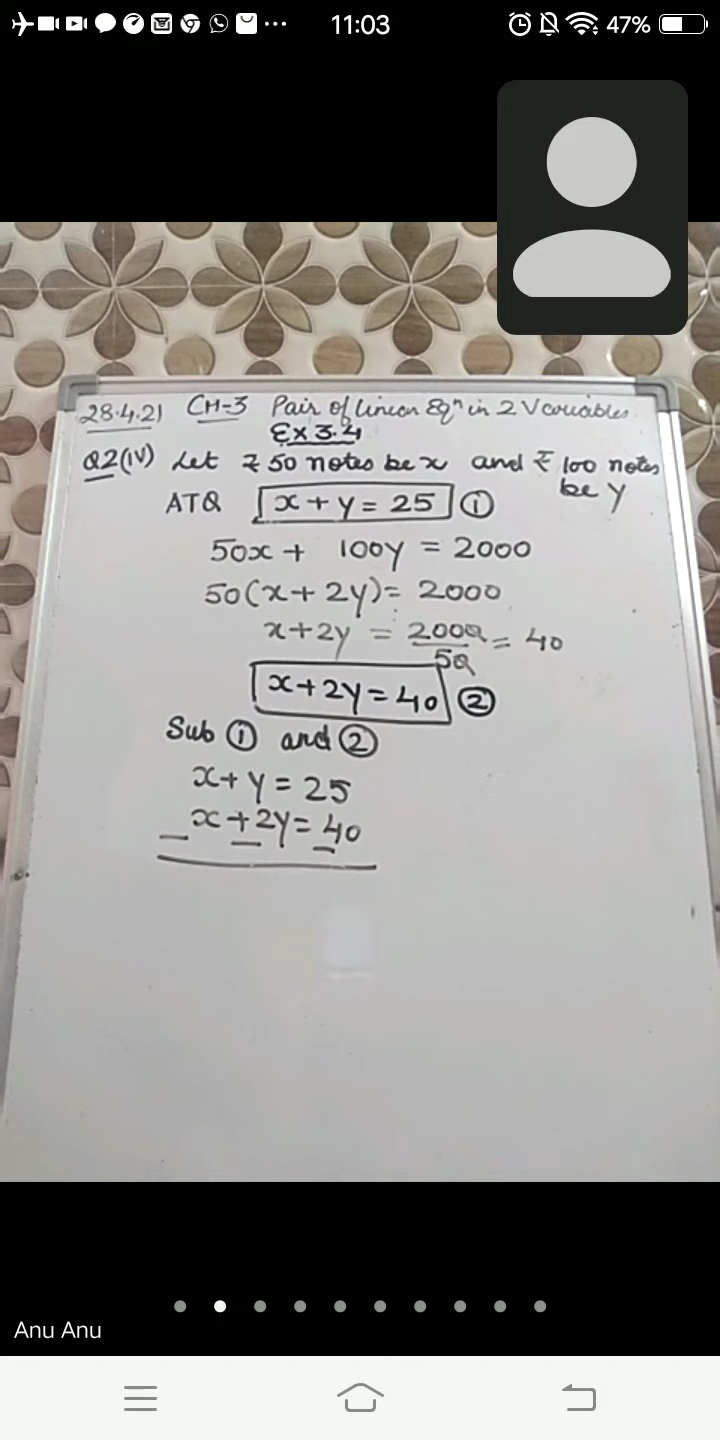 11:03 47%
28.4.21 CH-3 Pair of linear Eqⁿ in 2 Variables.
Ex 3.4
Q2(IV) Let ₹ 50 notes be x and ₹ 100 notes
be y
ATQ x + y = 25 ①
50x + 100y = 2000
50(x + 2y) = 2000
x + 2y = 2000/50 = 40
x + 2y = 40 ②
Sub ① and ②
x + y = 25
x + 2y = 40
— — —
Anu Anu